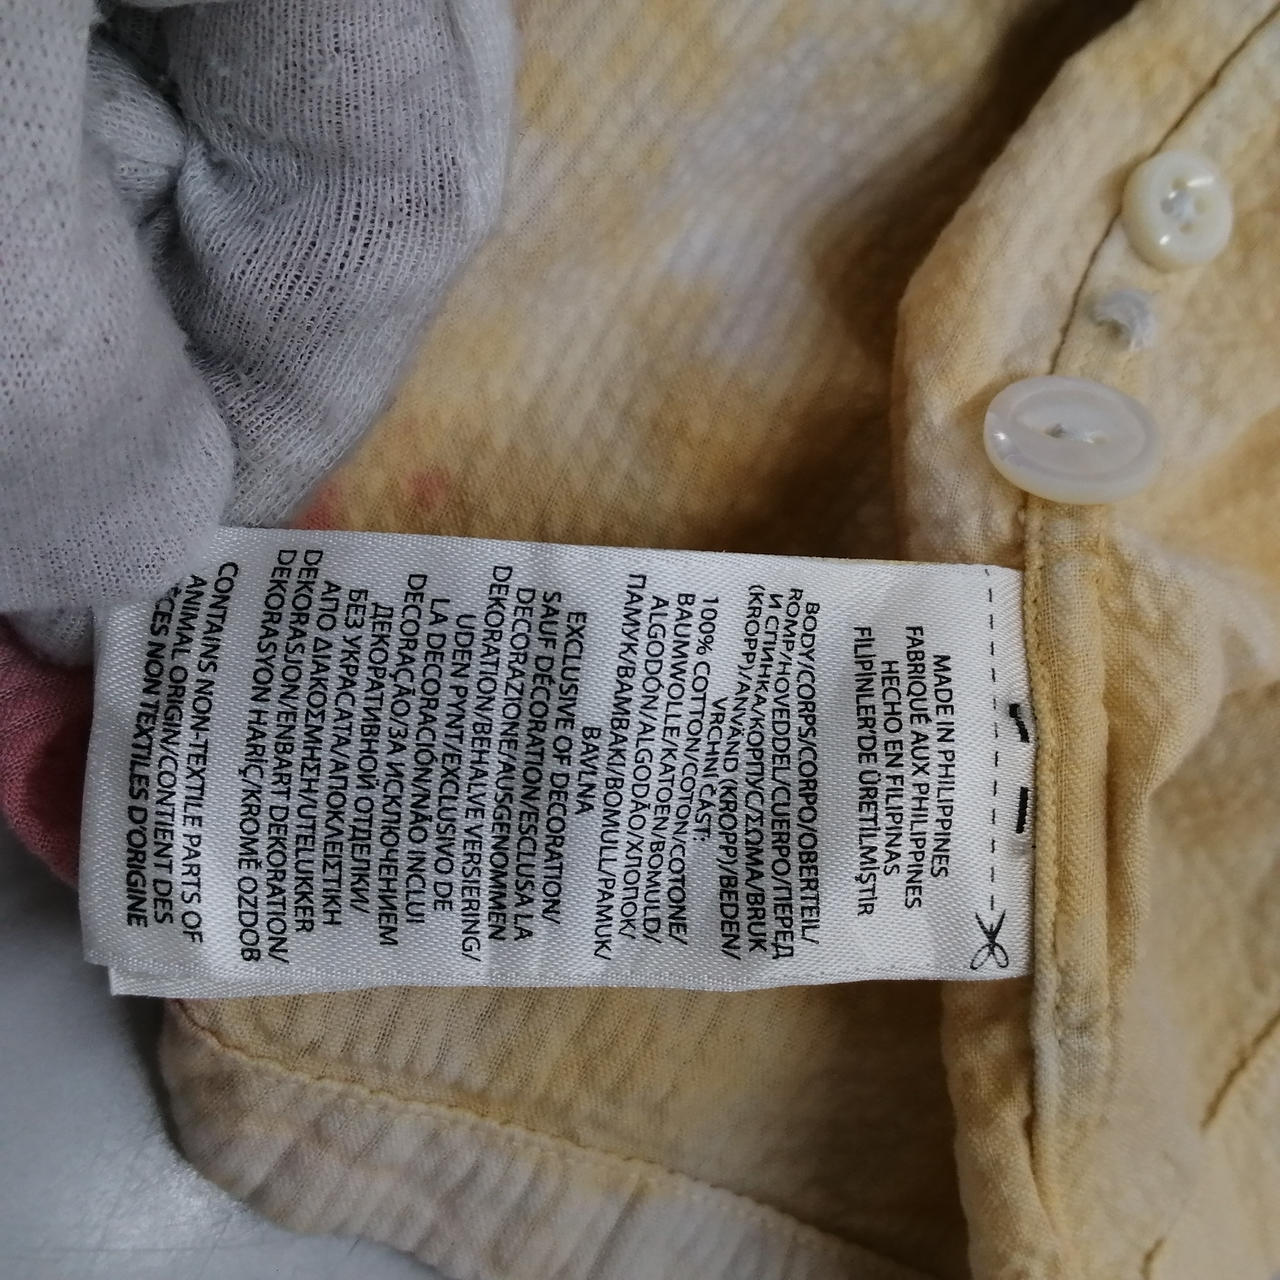 MADE IN PHILIPPINES
FABRIQUÉ AUX PHILIPPINES
HECHO EN FILIPINAS
FİLİPİNLER'DE ÜRETİLMİŞTİR
BODY/CORPS/CORPO/OBERTEIL/
ROMP/HOVEDDEL/CUERPO/ПЕРЕД
И СПИНКА/КОРПУС/ΣΩΜΑ/BRUK
(KROPP)/ANVÄND (KROPP)/BEDEN/
VRCHNÍ ČÁST:
100% COTTON/COTON/COTONE/
BAUMWOLLE/KATOEN/BOMULD/
ALGODÓN/ALGODÃO/ХЛОПОК/
ПАМУК/ΒΑΜΒΑΚΙ/BOMULL/PAMUK/
BAVLNA
EXCLUSIVE OF DECORATION/
SAUF DÉCORATION/ESCLUSA LA
DECORAZIONE/AUSGENOMMEN
DEKORATION/BEHALVE VERSIERING/
UDEN PYNT/EXCLUSIVO DE
LA DECORACIÓN/NÃO INCLUI
DECORAÇÃO/ЗА ИСКЛЮЧЕНИЕМ
ДЕКОРАТИВНОЙ ОТДЕЛКИ/
БЕЗ УКРАСАТА/ΑΠΟΚΛΕΙΣΤΙΚΗ
ΑΠΟ ΔΙΑΚΟΣΜΗΣΗ/UTELUKKER
DEKORASJON/ENBART DEKORATION/
DEKORASYON HARİÇ/KROMĚ OZDOB
CONTAINS NON-TEXTILE PARTS OF
ANIMAL ORIGIN/CONTIENT DES
NON TEXTILES D'ORIGINE